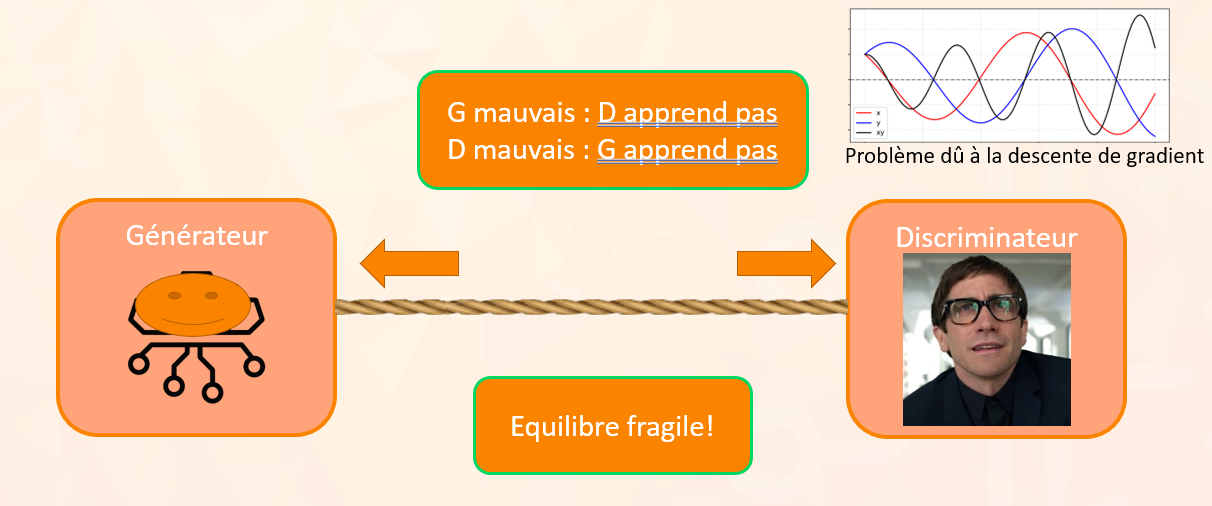 G mauvais : D apprend pas
D mauvais : G apprend pas
x
y
xy
Problème dû à la descente de gradient
Générateur
Discriminateur
Equilibre fragile!